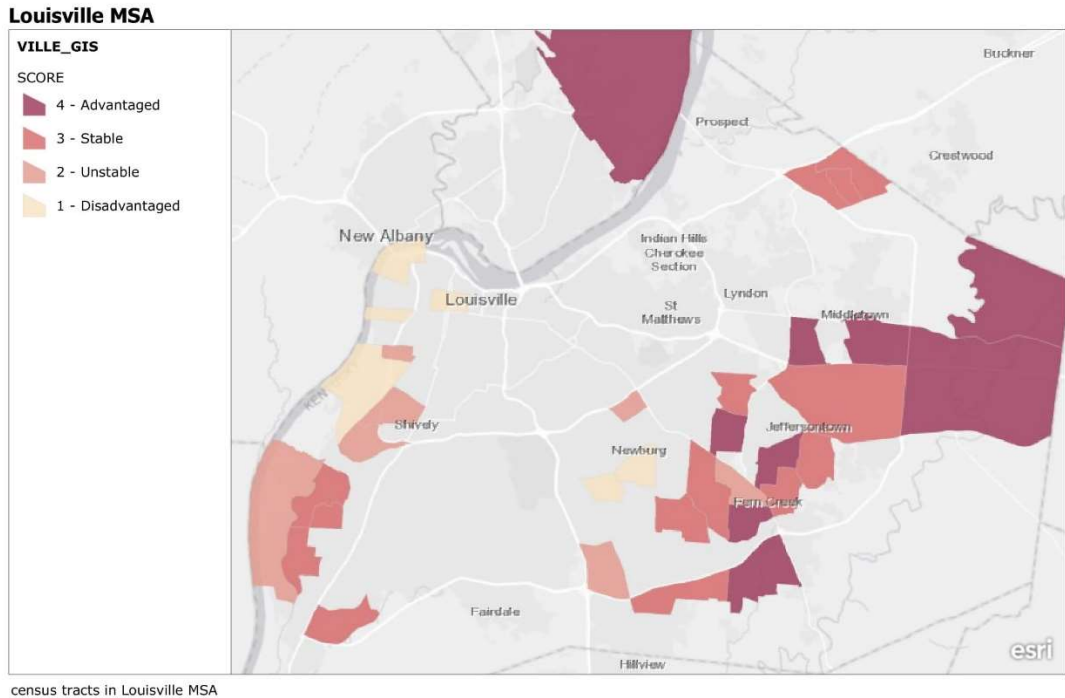 Louisville MSA
VILLE_GIS
SCORE
4 - Advantaged
3 - Stable
2 - Unstable
1 - Disadvantaged
Buckner
Prospect
Crestwood
New Albany
Indian Hills
Cherokee
Section
Louisville
Lyndon
St
Matthews
Middletown
Shively
Jeffersontown
Newburg
Fern Creek
Fairdale
Hillview
esri
census tracts in Louisville MSA